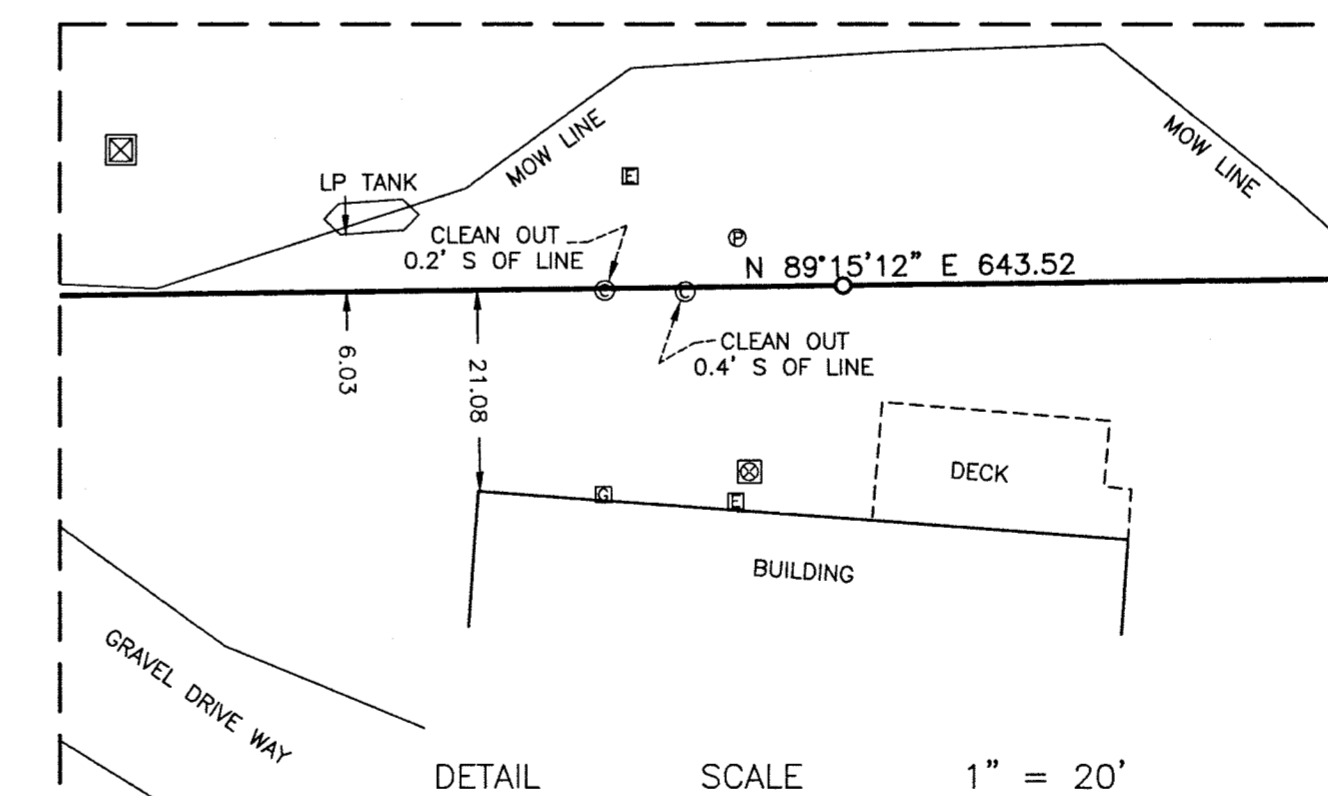 MOW LINE
MOW LINE
LP TANK
E
CLEAN OUT
0.2' S OF LINE
P
N 89°15'12" E 643.52
C
C
CLEAN OUT
0.4' S OF LINE
6.03
21.08
DECK
G
E
BUILDING
GRAVEL DRIVE WAY
DETAIL SCALE 1" = 20'